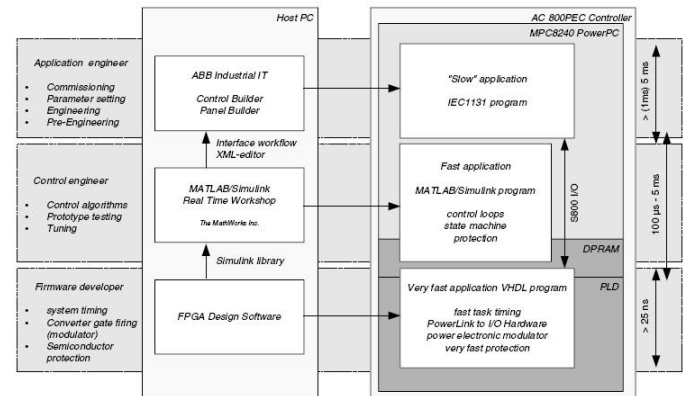 Host PC
AC 800PEC Controller
MPC8240 PowerPC
Application engineer
• Commissioning
• Parameter setting
• Engineering
• Pre-Engineering
ABB Industrial IT
Control Builder
Panel Builder
"Slow" application
IEC1131 program
> (1ms) 5 ms
Interface workflow
XML-editor
Control engineer
• Control algorithms
• Prototype testing
• Tuning
MATLAB/Simulink
Real Time Workshop
The MathWorks Inc.
Fast application
MATLAB/Simulink program
control loops
state machine
protection
S800 I/O
100 µs - 5 ms
DPRAM
Simulink library
Firmware developer
• system timing
• Converter gate firing
(modulator)
• Semiconductor
protection
FPGA Design Software
Very fast application VHDL program
fast task timing
PowerLink to I/O Hardware
power electronic modulator
very fast protection
PLD
> 25 ns